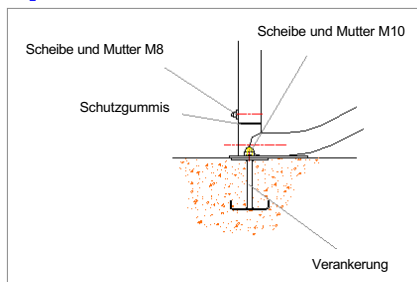 Scheibe und Mutter M10
Scheibe und Mutter M8
Schutzgummis
Verankerung